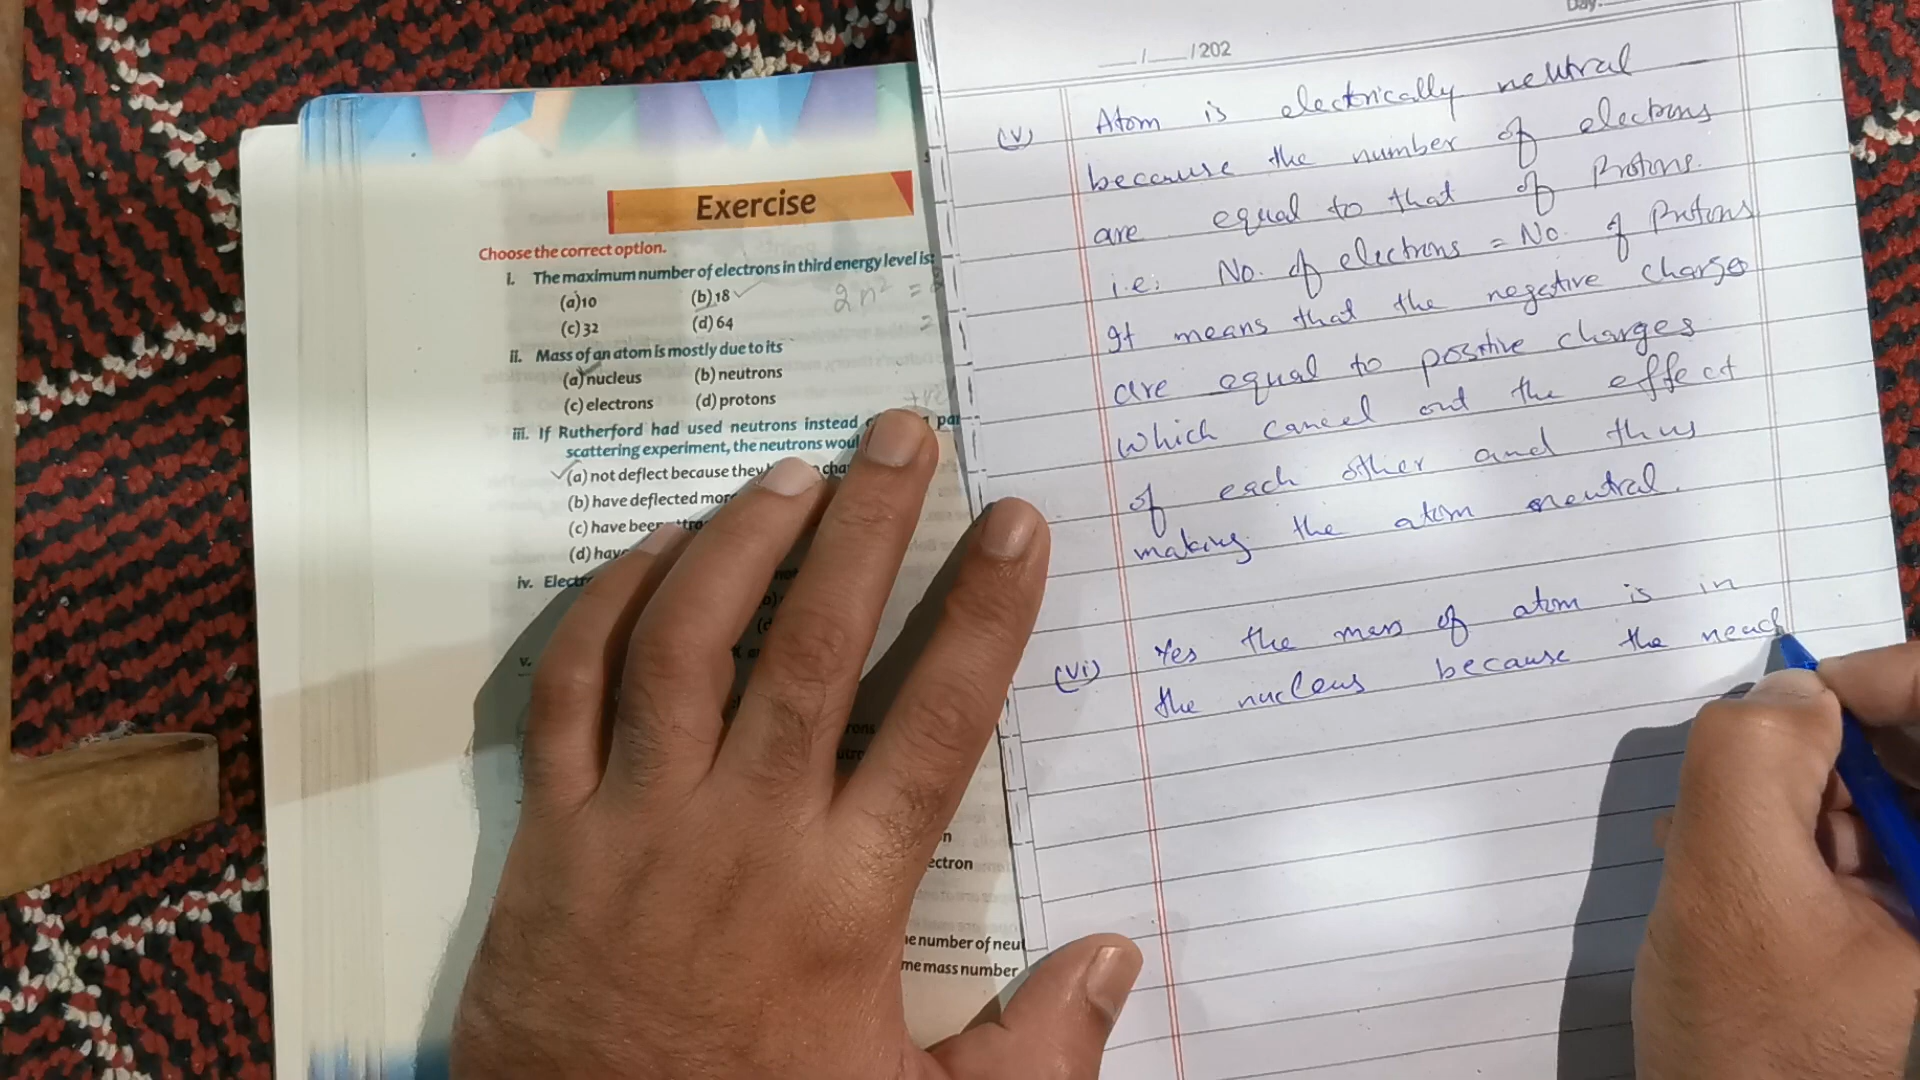 Exercise
Choose the correct option.
i. The maximum number of electrons in third energy level is:
(a) 10 (b) 18
(c) 32 (d) 64
2n² =
=
ii. Mass of an atom is mostly due to its
(a) nucleus (b) neutrons
(c) electrons (d) protons
iii. If Rutherford had used neutrons instead
scattering experiment, the neutrons
(a) not deflect because they
(b) have deflected
(c) have been
(d)
iv.
v.
ectron
number of neu
mass number
Day:
/ /202
(v) Atom is electrically neutral
because the number of electrons
are equal to that of Protons.
i.e. No. of electrons = No. of Protons
It means that the negative charge
are equal to positive charges
which cancel out the effect
of each other and thus
making the atom neutral.
(vi) Yes the mass of atom is in
the nucleus because the